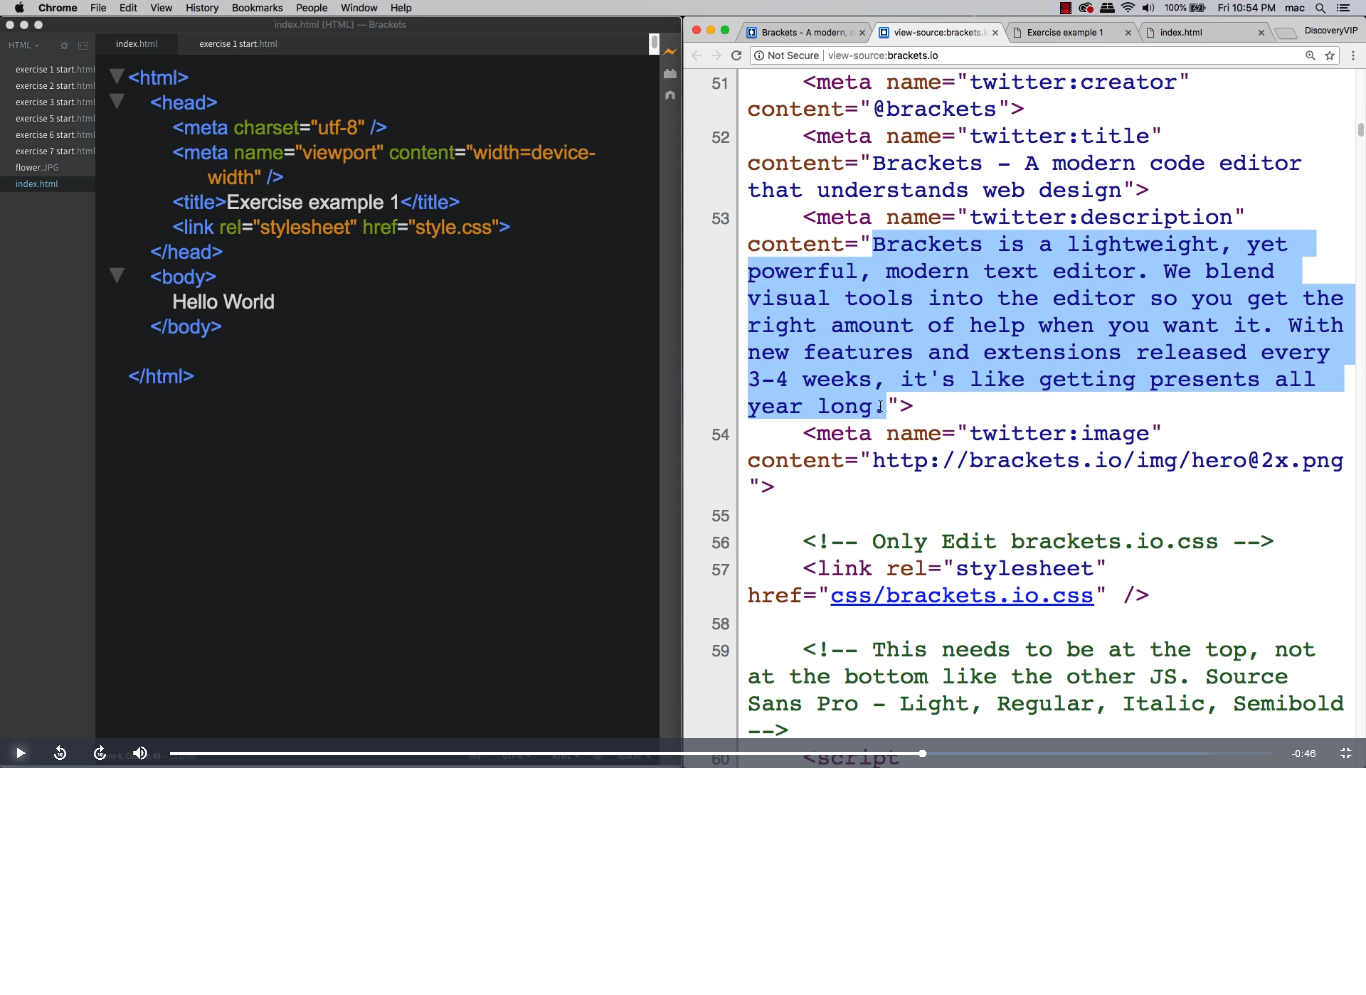 Chrome File Edit View History Bookmarks People Window Help
100% Fri 10:54 PM mac
index.html (HTML) — Brackets
HTML
index.html exercise 1 start.html
exercise 1 start.html
exercise 2 start.html
exercise 3 start.html
exercise 5 start.html
exercise 6 start.html
exercise 7 start.html
flower.JPG
index.html
<html>
<head>
<meta charset="utf-8" />
<meta name="viewport" content="width=device-
width" />
<title>Exercise example 1</title>
<link rel="stylesheet" href="style.css">
</head>
<body>
Hello World
</body>
</html>
Brackets - A modern, view-source:brackets.i Exercise example 1 index.html DiscoveryVIP
Not Secure | view-source:brackets.io
51 <meta name="twitter:creator"
content="@brackets">
52 <meta name="twitter:title"
content="Brackets - A modern code editor
that understands web design">
53 <meta name="twitter:description"
content="Brackets is a lightweight, yet
powerful, modern text editor. We blend
visual tools into the editor so you get the
right amount of help when you want it. With
new features and extensions released every
3-4 weeks, it's like getting presents all
year long.">
54 <meta name="twitter:image"
content="http://brackets.io/img/hero@2x.png
">
55
56 <!-- Only Edit brackets.io.css -->
57 <link rel="stylesheet"
href="css/brackets.io.css" />
58
59 <!-- This needs to be at the top, not
at the bottom like the other JS. Source
Sans Pro - Light, Regular, Italic, Semibold
-->
60 <script
-0:46